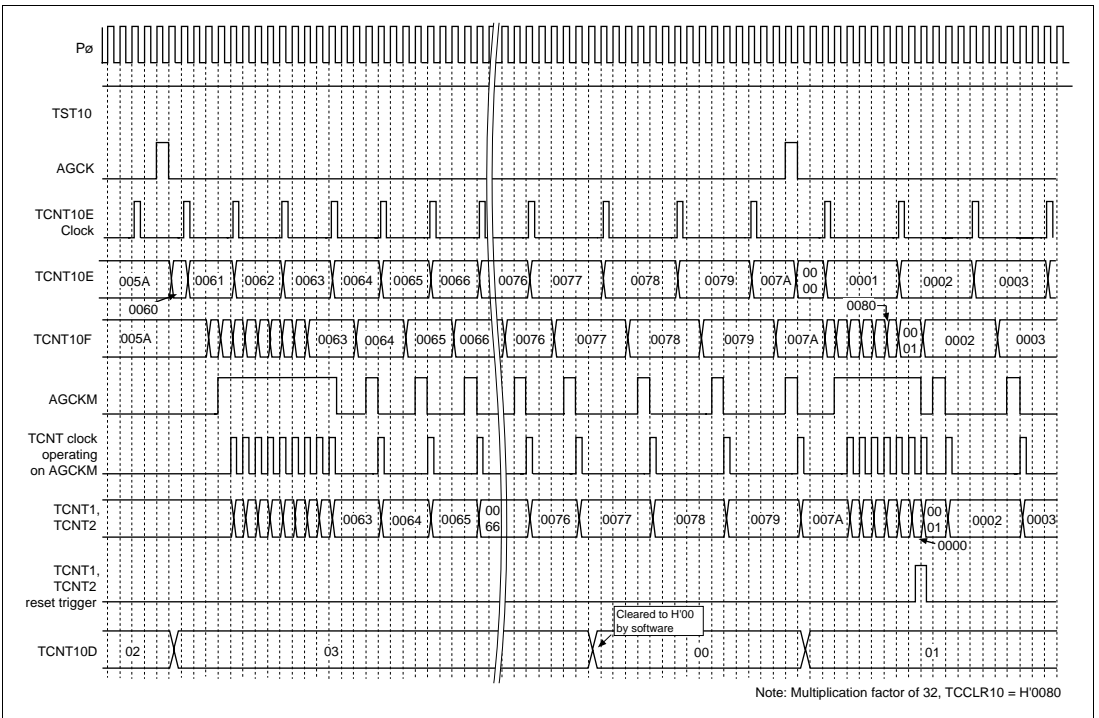 Pø
TST10
AGCK
TCNT10E
Clock
TCNT10E
005A
0061
0062
0063
0064
0065
0066
0076
0077
0078
0079
007A
00
00
0001
0002
0003
0060
0080
TCNT10F
005A
0063
0064
0065
0066
0076
0077
0078
0079
007A
00
01
0002
0003
AGCKM
TCNT clock
operating
on AGCKM
TCNT1,
TCNT2
0063
0064
0065
00
66
0076
0077
0078
0079
007A
00
01
0002
0003
0000
TCNT1,
TCNT2
reset trigger
Cleared to H'00
by software
TCNT10D
02
03
00
01
Note: Multiplication factor of 32, TCCLR10 = H'0080